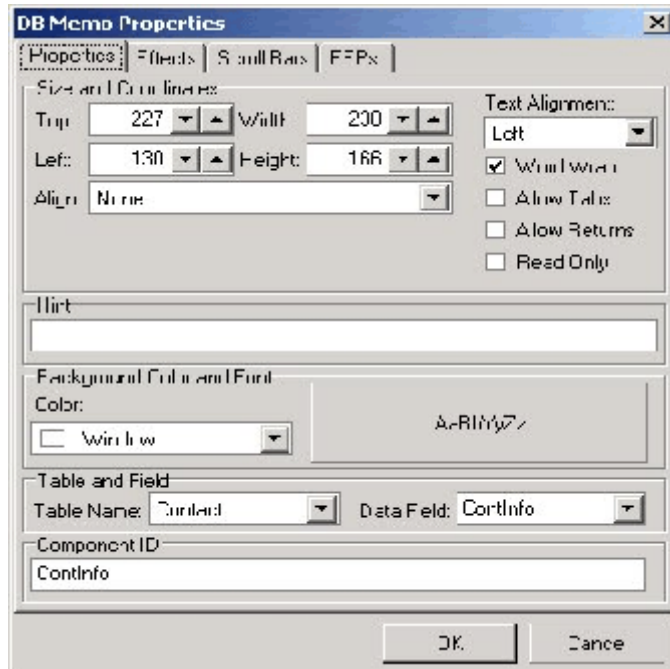 DB Memo Properties
Properties Effects Scroll Bars
Size and Coordinates
Top: 227 Width: 200
Text Alignment:
Left
Left: 130 Height: 166
Word Wrap
Align: None
Allow Tabs
Allow Returns
Read Only
Hint
Background Color and Font
Color:
Window
AaBbYyZz
Table and Field
Table Name: Contact Data Field: ContInfo
Component ID
ContInfo
OK Cancel